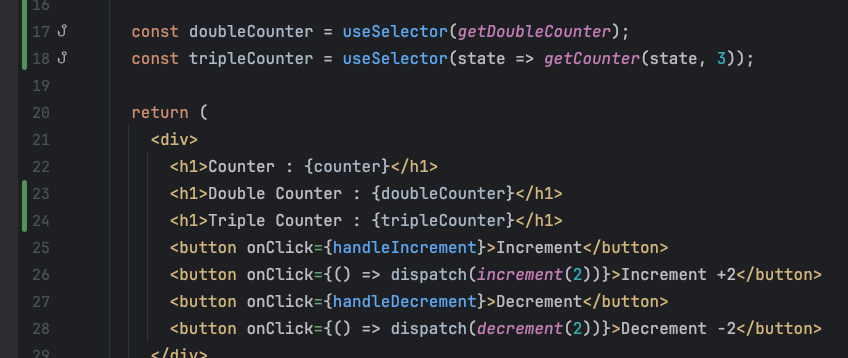 16
17 const doubleCounter = useSelector(getDoubleCounter);
18 const tripleCounter = useSelector(state => getCounter(state, 3));
19
20 return (
21 <div>
22 <h1>Counter : {counter}</h1>
23 <h1>Double Counter : {doubleCounter}</h1>
24 <h1>Triple Counter : {tripleCounter}</h1>
25 <button onClick={handleIncrement}>Increment</button>
26 <button onClick={() => dispatch(increment(2))}>Increment +2</button>
27 <button onClick={handleDecrement}>Decrement</button>
28 <button onClick={() => dispatch(decrement(2))}>Decrement -2</button>
29 </div>